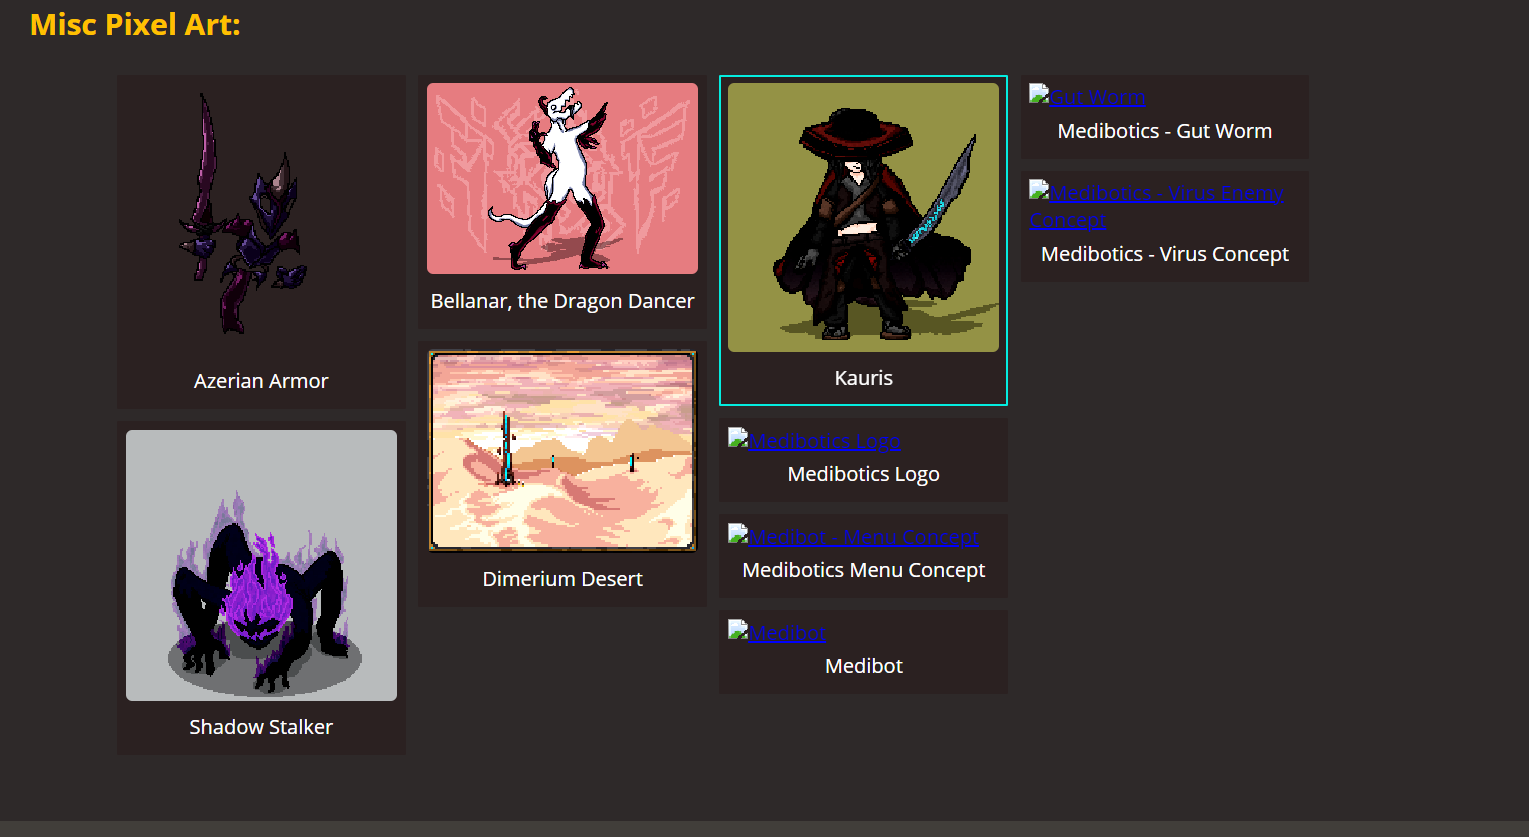 Misc Pixel Art:
Azerian Armor
Shadow Stalker
Bellanar, the Dragon Dancer
Dimerium Desert
Kauris
Medibotics Logo
Medibotics Logo
Medibot - Menu Concept
Medibotics Menu Concept
Medibot
Medibot
Gut Worm
Medibotics - Gut Worm
Medibotics - Virus Enemy
Concept
Medibotics - Virus Concept